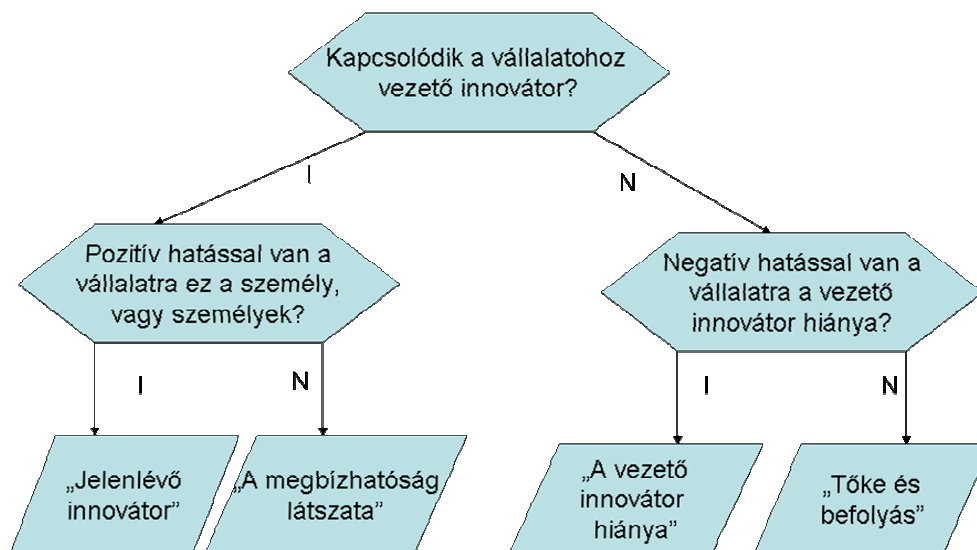 Kapcsolódik a vállalatohoz
vezető innovátor?
I
N
Pozitív hatással van a
vállalatra ez a személy,
vagy személyek?
Negatív hatással van a
vállalatra a vezető
innovátor hiánya?
I
N
I
N
„Jelenlévő
innovátor”
„A megbízhatóság
látszata”
„A vezető
innovátor
hiánya”
„Tőke és
befolyás”